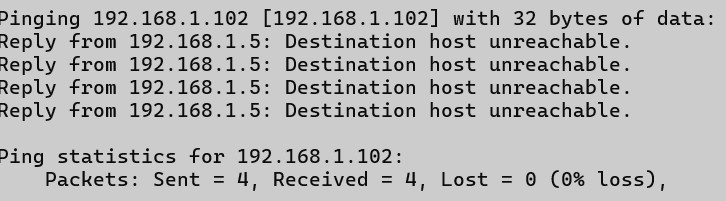 Pinging 192.168.1.102 [192.168.1.102] with 32 bytes of data:
Reply from 192.168.1.5: Destination host unreachable.
Reply from 192.168.1.5: Destination host unreachable.
Reply from 192.168.1.5: Destination host unreachable.
Reply from 192.168.1.5: Destination host unreachable.

Ping statistics for 192.168.1.102:
    Packets: Sent = 4, Received = 4, Lost = 0 (0% loss),